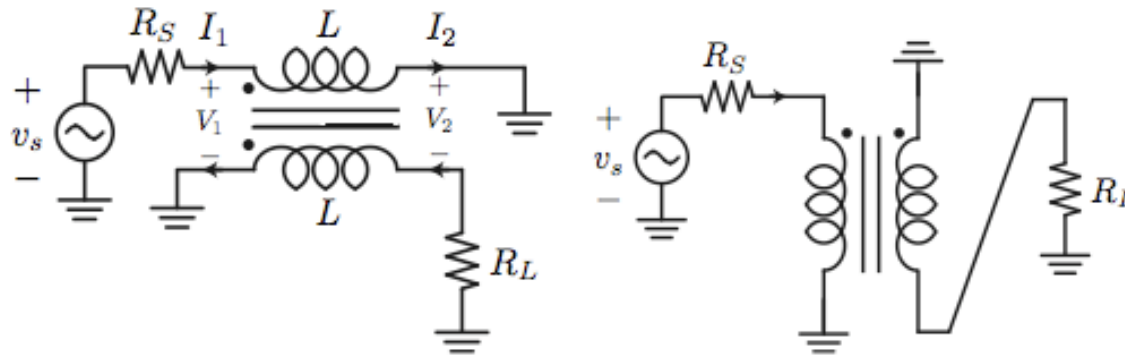 R_S I_1 L I_2
+ + +
v_s V_1 V_2
− − −
L
R_L
R_S
+
v_s
−